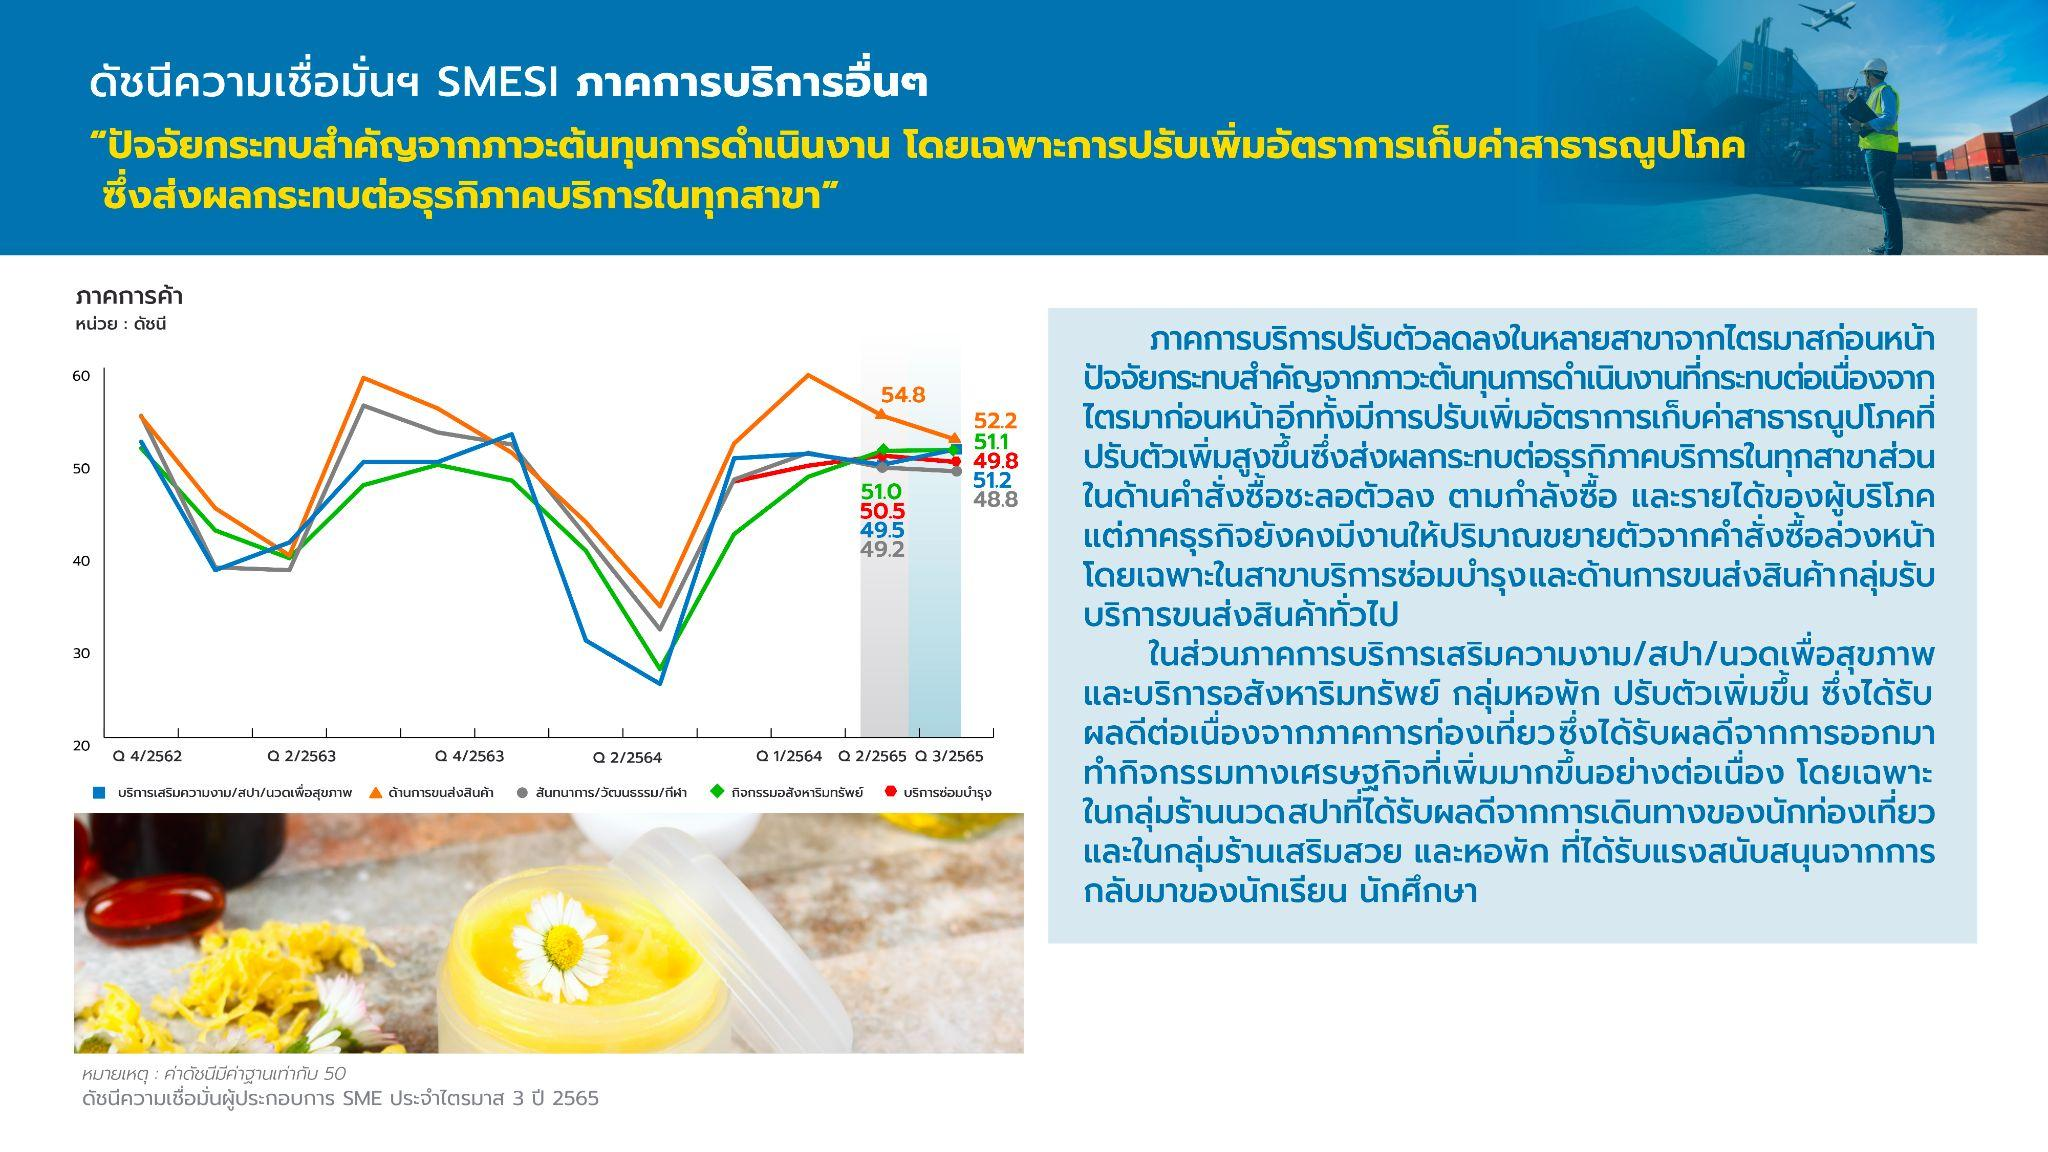 ดัชนีความเชื่อมั่นฯ SMESI ภาคการบริการอื่นๆ
“ปัจจัยกระทบสำคัญจากภาวะต้นทุนการดำเนินงาน โดยเฉพาะการปรับเพิ่มอัตราการเก็บค่าสาธารณูปโภค
ซึ่งส่งผลกระทบต่อธุรกิภาคบริการในทุกสาขา”
ภาคการค้า
หน่วย : ดัชนี
60
50
40
30
20
54.8
51.0
50.5
49.5
49.2
52.2
51.1
49.8
51.2
48.8
Q 4/2562 Q 2/2563 Q 4/2563 Q 2/2564 Q 1/2564 Q 2/2565 Q 3/2565
บริการเสริมความงาม/สปา/นวดเพื่อสุขภาพ ด้านการขนส่งสินค้า สันทนาการ/วัฒนธรรม/กีฬา กิจกรรมอสังหาริมทรัพย์ บริการซ่อมบำรุง
ภาคการบริการปรับตัวลดลงในหลายสาขาจากไตรมาสก่อนหน้า
ปัจจัยกระทบสำคัญจากภาวะต้นทุนการดำเนินงานที่กระทบต่อเนื่องจาก
ไตรมาก่อนหน้าอีกทั้งมีการปรับเพิ่มอัตราการเก็บค่าสาธารณูปโภคที่
ปรับตัวเพิ่มสูงขึ้นซึ่งส่งผลกระทบต่อธุรกิภาคบริการในทุกสาขาส่วน
ในด้านคำสั่งซื้อชะลอตัวลง ตามกำลังซื้อ และรายได้ของผู้บริโภค
แต่ภาคธุรกิจยังคงมีงานให้ปริมาณขยายตัวจากคำสั่งซื้อล่วงหน้า
โดยเฉพาะในสาขาบริการซ่อมบำรุงและด้านการขนส่งสินค้ากลุ่มรับ
บริการขนส่งสินค้าทั่วไป
ในส่วนภาคการบริการเสริมความงาม/สปา/นวดเพื่อสุขภาพ
และบริการอสังหาริมทรัพย์ กลุ่มหอพัก ปรับตัวเพิ่มขึ้น ซึ่งได้รับ
ผลดีต่อเนื่องจากภาคการท่องเที่ยวซึ่งได้รับผลดีจากการออกมา
ทำกิจกรรมทางเศรษฐกิจที่เพิ่มมากขึ้นอย่างต่อเนื่อง โดยเฉพาะ
ในกลุ่มร้านนวดสปาที่ได้รับผลดีจากการเดินทางของนักท่องเที่ยว
และในกลุ่มร้านเสริมสวย และหอพัก ที่ได้รับแรงสนับสนุนจากการ
กลับมาของนักเรียน นักศึกษา
หมายเหตุ : ค่าดัชนีมีค่าฐานเท่ากับ 50
ดัชนีความเชื่อมั่นผู้ประกอบการ SME ประจำไตรมาส 3 ปี 2565